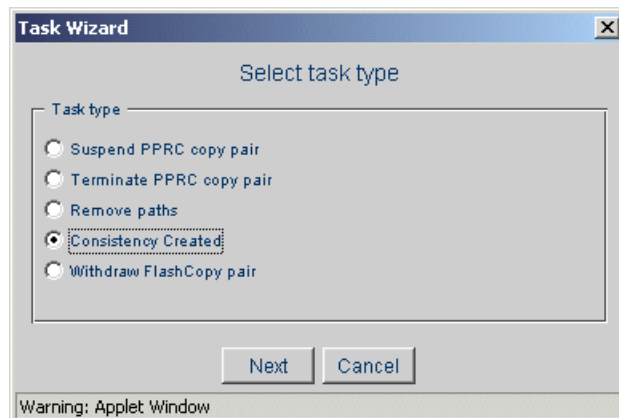 Task Wizard
Select task type
Task type
Suspend PPRC copy pair
Terminate PPRC copy pair
Remove paths
Consistency Created
Withdraw FlashCopy pair
Next Cancel
Warning: Applet Window